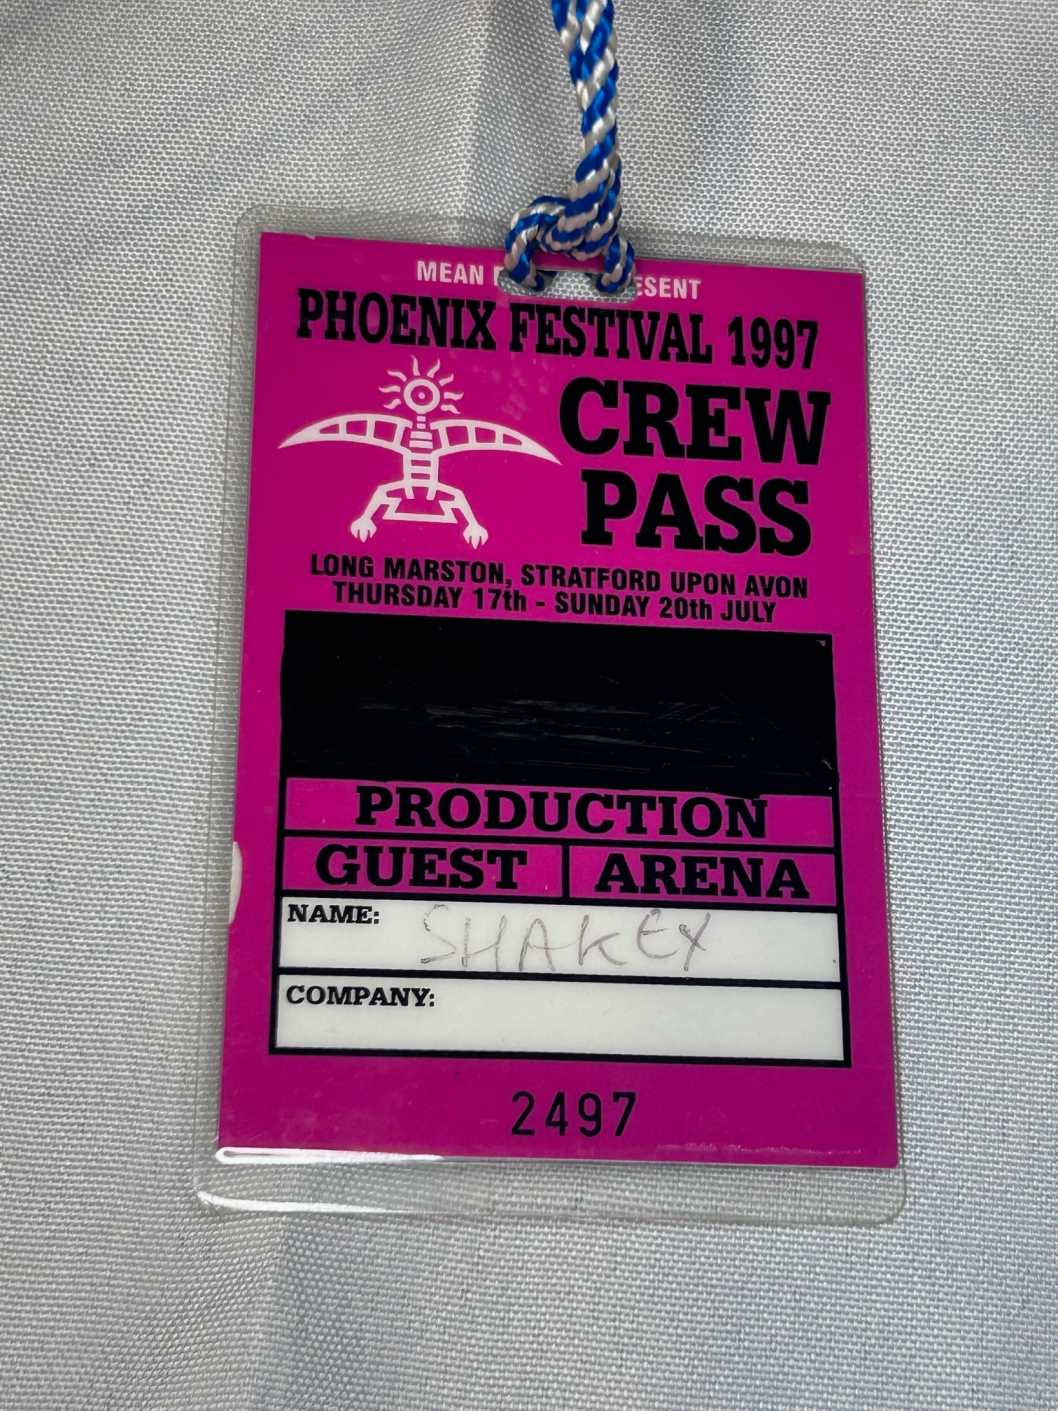 MEAN ESENT
PHOENIX FESTIVAL 1997
CREW
PASS
LONG MARSTON, STRATFORD UPON AVON
THURSDAY 17th - SUNDAY 20th JULY
PRODUCTION
GUEST ARENA
NAME: SHAKEY
COMPANY:
2497